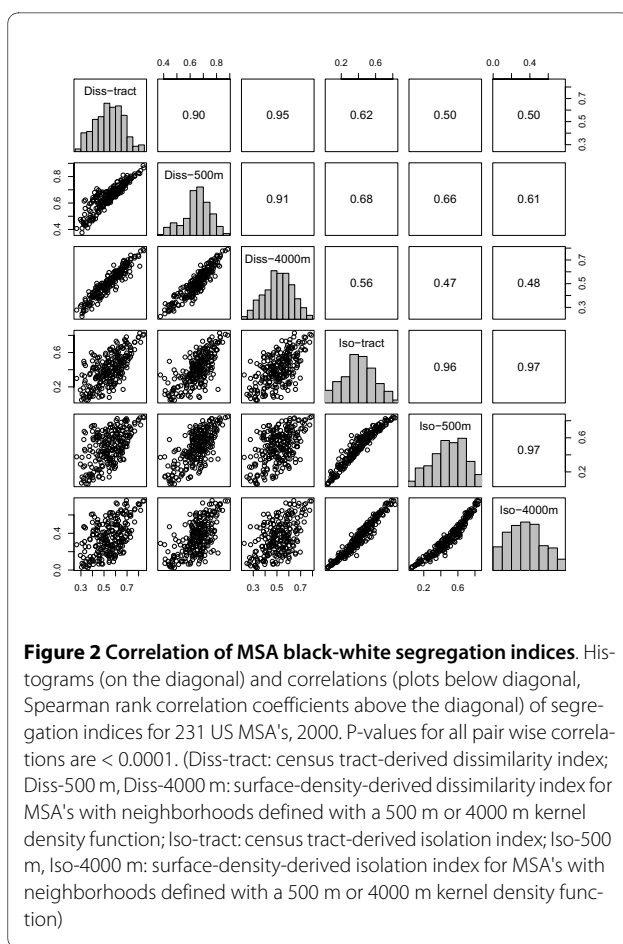 0.4 0.6 0.8 0.2 0.4 0.6 0.8 0.0 0.4
Diss−tract 0.90 0.95 0.62 0.50 0.50 0.3 0.5 0.7
0.4 0.6 0.8 Diss−500m 0.91 0.68 0.66 0.61
Diss−4000m 0.56 0.47 0.48 0.3 0.5 0.7
0.2 0.6 Iso−tract 0.96 0.97
Iso−500m 0.97 0.2 0.6
0.0 0.4 Iso−4000m
0.3 0.5 0.7 0.3 0.5 0.7 0.2 0.6
Figure 2 Correlation of MSA black-white segregation indices. His-
tograms (on the diagonal) and correlations (plots below diagonal,
Spearman rank correlation coefficients above the diagonal) of segre-
gation indices for 231 US MSA's, 2000. P-values for all pair wise correla-
tions are < 0.0001. (Diss-tract: census tract-derived dissimilarity index;
Diss-500 m, Diss-4000 m: surface-density-derived dissimilarity index for
MSA's with neighborhoods defined with a 500 m or 4000 m kernel
density function; Iso-tract: census tract-derived isolation index; Iso-500
m, Iso-4000 m: surface-density-derived isolation index for MSA's with
neighborhoods defined with a 500 m or 4000 m kernel density func-
tion)